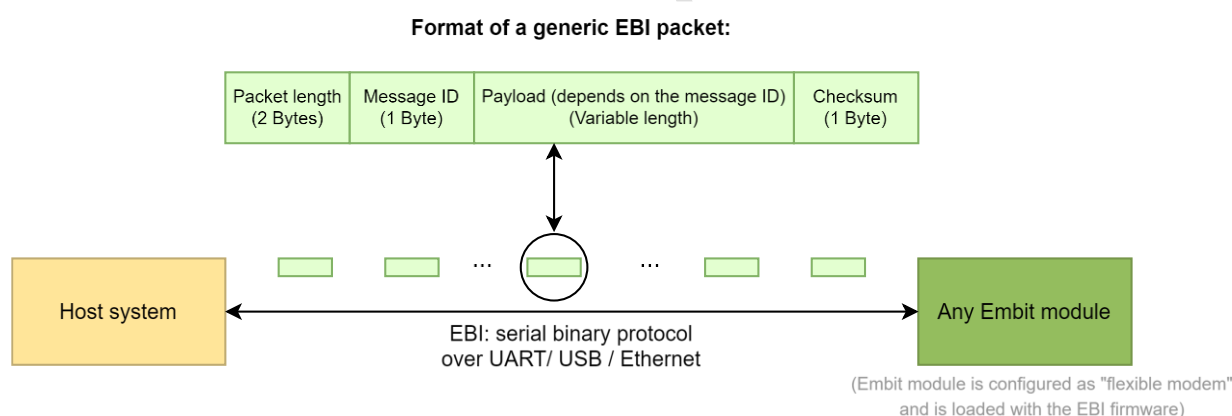 Format of a generic EBI packet:
Packet length
(2 Bytes)
Message ID
(1 Byte)
Payload (depends on the message ID)
(Variable length)
Checksum
(1 Byte)
...
...
Host system
EBI: serial binary protocol
over UART/ USB / Ethernet
Any Embit module
(Embit module is configured as "flexible modem"
and is loaded with the EBI firmware)